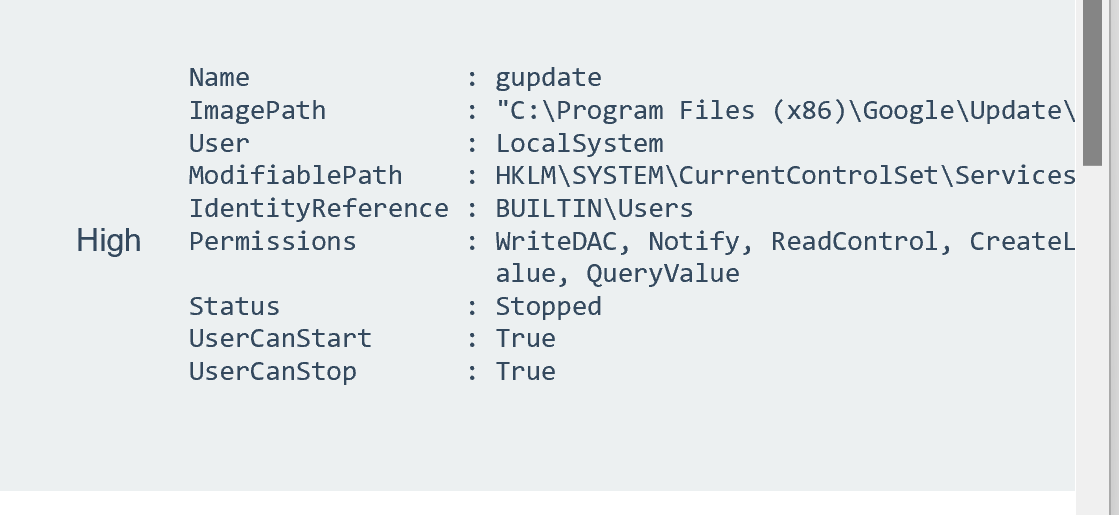 Name : gupdate
ImagePath : "C:\Program Files (x86)\Google\Update\
User : LocalSystem
ModifiablePath : HKLM\SYSTEM\CurrentControlSet\Services
IdentityReference : BUILTIN\Users
High
Permissions : WriteDAC, Notify, ReadControl, CreateL
alue, QueryValue
Status : Stopped
UserCanStart : True
UserCanStop : True